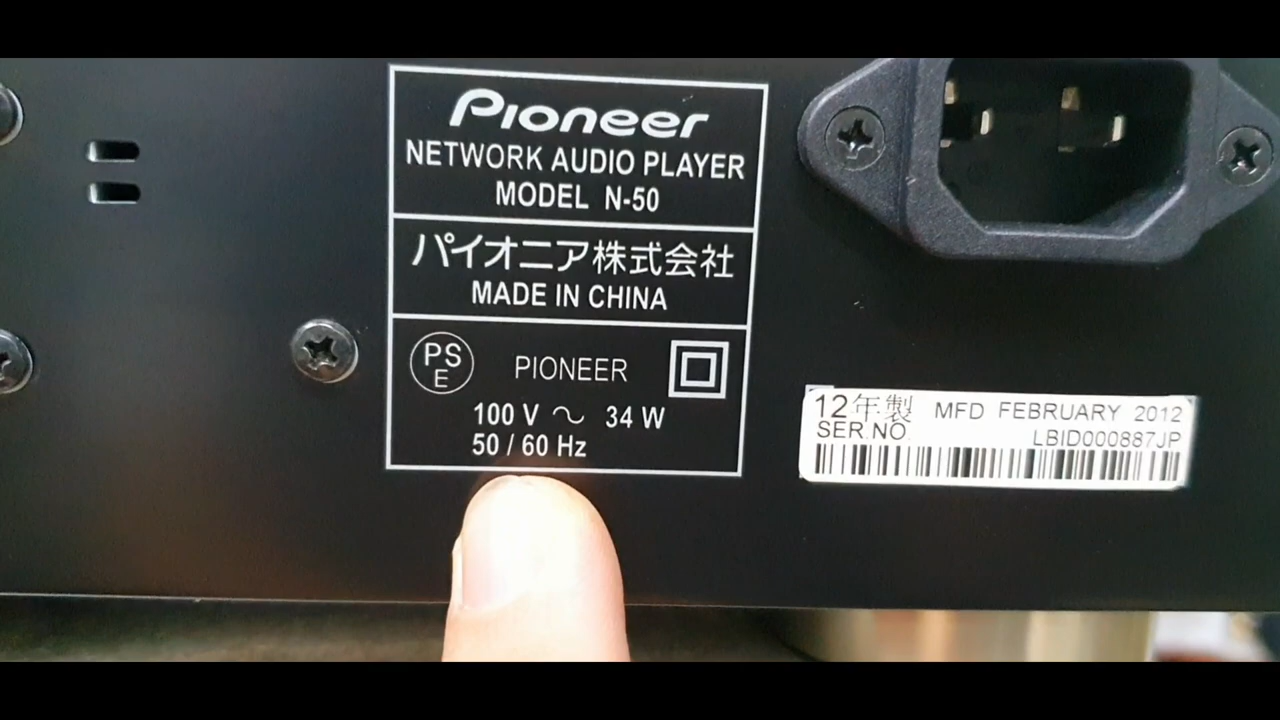 Pioneer
NETWORK AUDIO PLAYER
MODEL N-50
パイオニア株式会社
MADE IN CHINA
PS
E
PIONEER
100 V ～ 34 W
50 / 60 Hz
12年製 MFD FEBRUARY 2012
SER.NO LBID000887JP